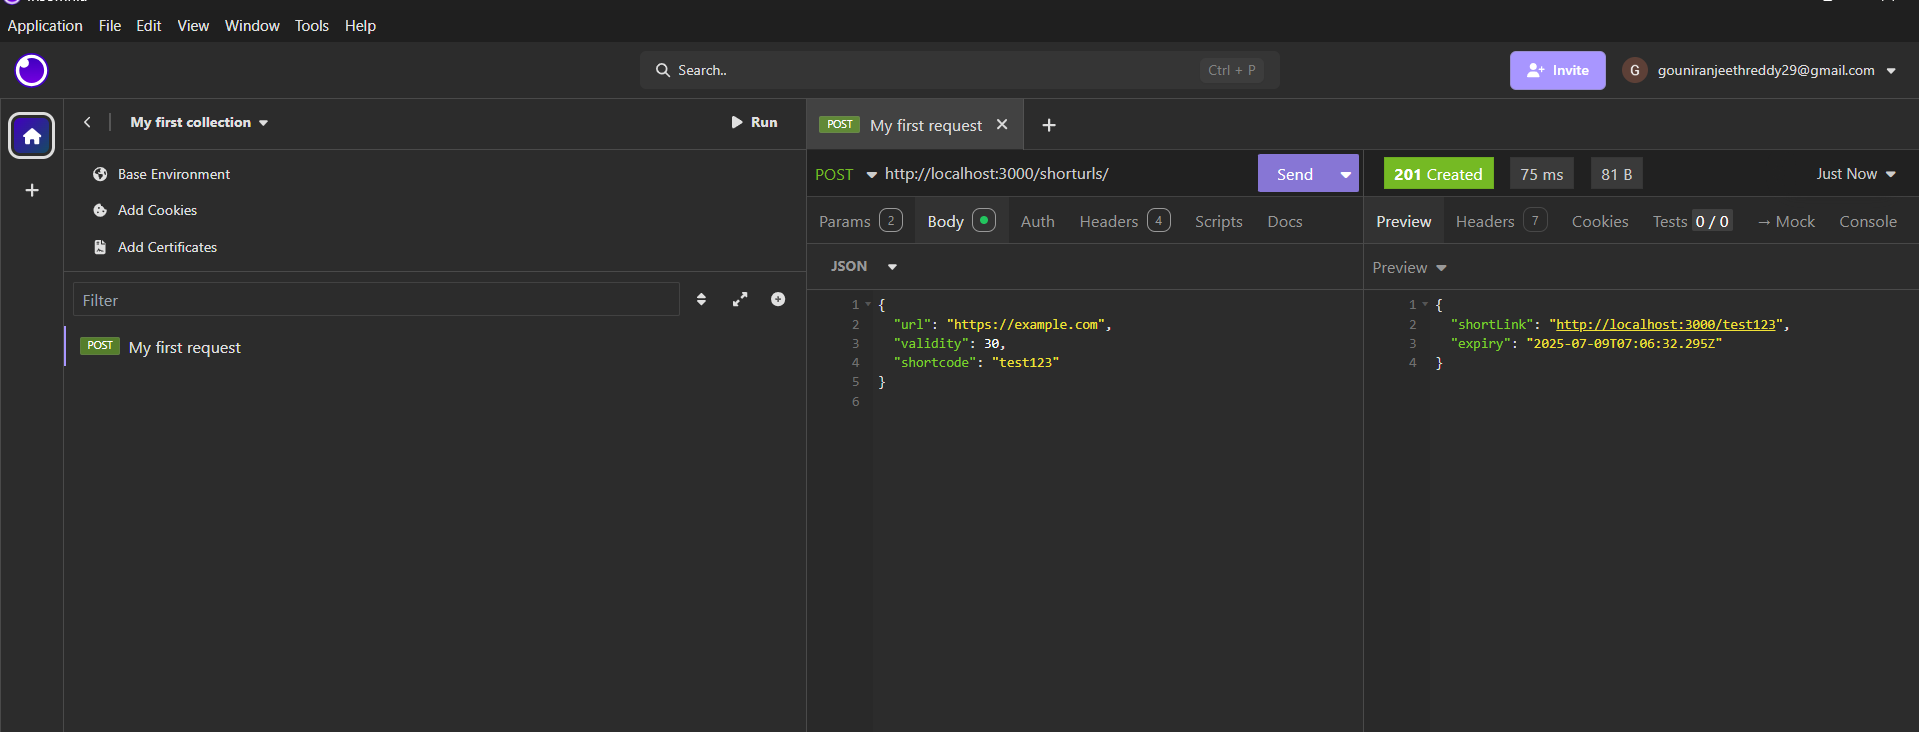 Application File Edit View Window Tools Help
Search.. Ctrl + P
Invite
G gouniranjeethreddy29@gmail.com
My first collection
Run
POST My first request
Base Environment
Add Cookies
Add Certificates
Filter
POST My first request
POST http://localhost:3000/shorturls/
Send
Params 2 Body Auth Headers 4 Scripts Docs
JSON
1 {
2 "url": "https://example.com",
3 "validity": 30,
4 "shortcode": "test123"
5 }
6
201 Created 75 ms 81 B Just Now
Preview Headers 7 Cookies Tests 0 / 0 → Mock Console
Preview
1 {
2 "shortLink": "http://localhost:3000/test123",
3 "expiry": "2025-07-09T07:06:32.295Z"
4 }